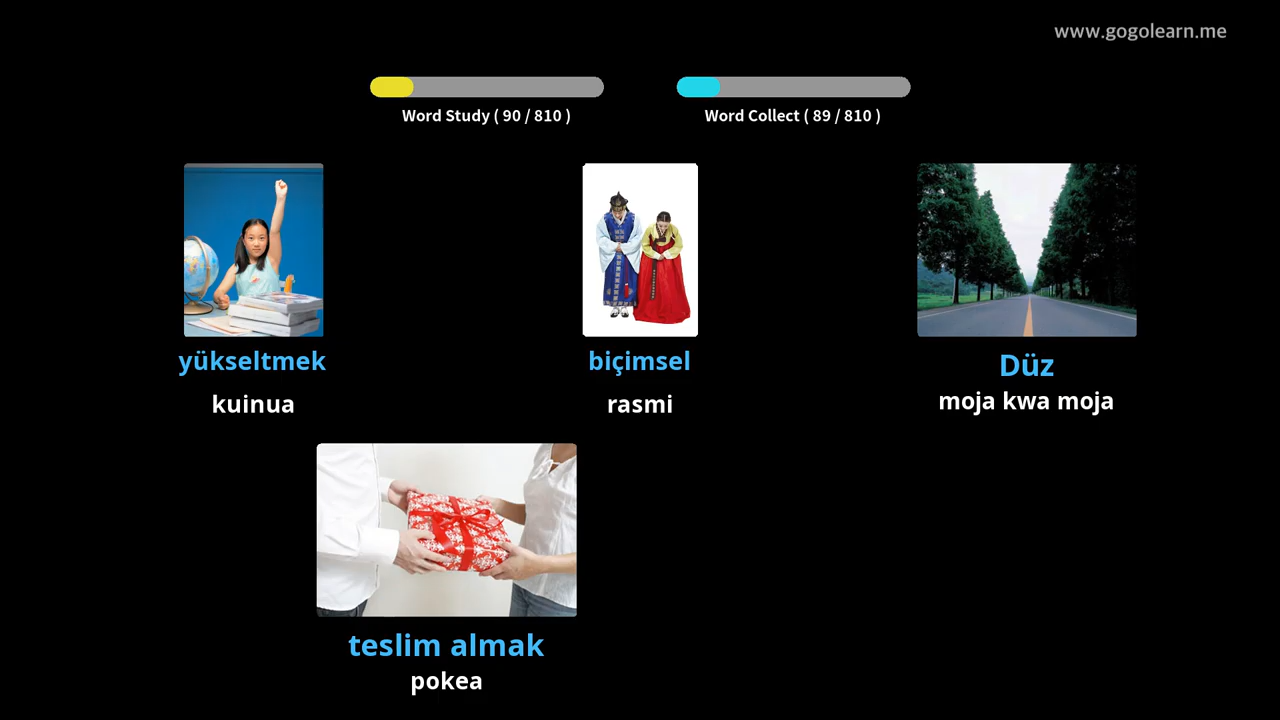 www.gogolearn.me
Word Study ( 90 / 810 )
Word Collect ( 89 / 810 )
yükseltmek
kuinua
biçimsel
rasmi
Düz
moja kwa moja
teslim almak
pokea